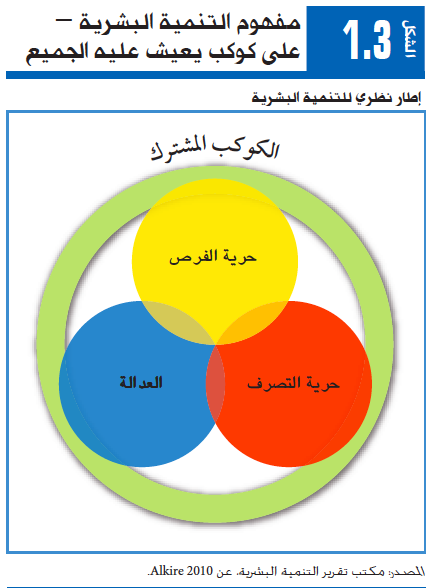 الشكل 1.3
مفهوم التنمية البشرية –
على كوكب يعيش عليه الجميع
إطار نظري للتنمية البشرية
الكوكب المشترك
حرية الفرص
العدالة
حرية التصرف
المصدر: مكتب تقرير التنمية البشرية، عن Alkire 2010.